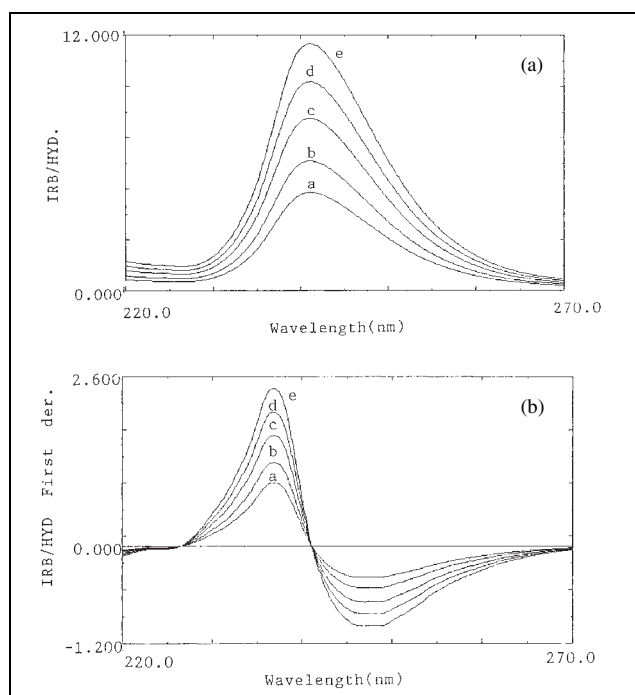 12.000
(a)
e
d
c
b
a
IRB/HYD.
0.000
220.0
270.0
Wavelength(nm)
2.600
(b)
e
d
c
b
a
IRB/HYD First der.
0.000
-1.200
220.0
270.0
Wavelength(nm)